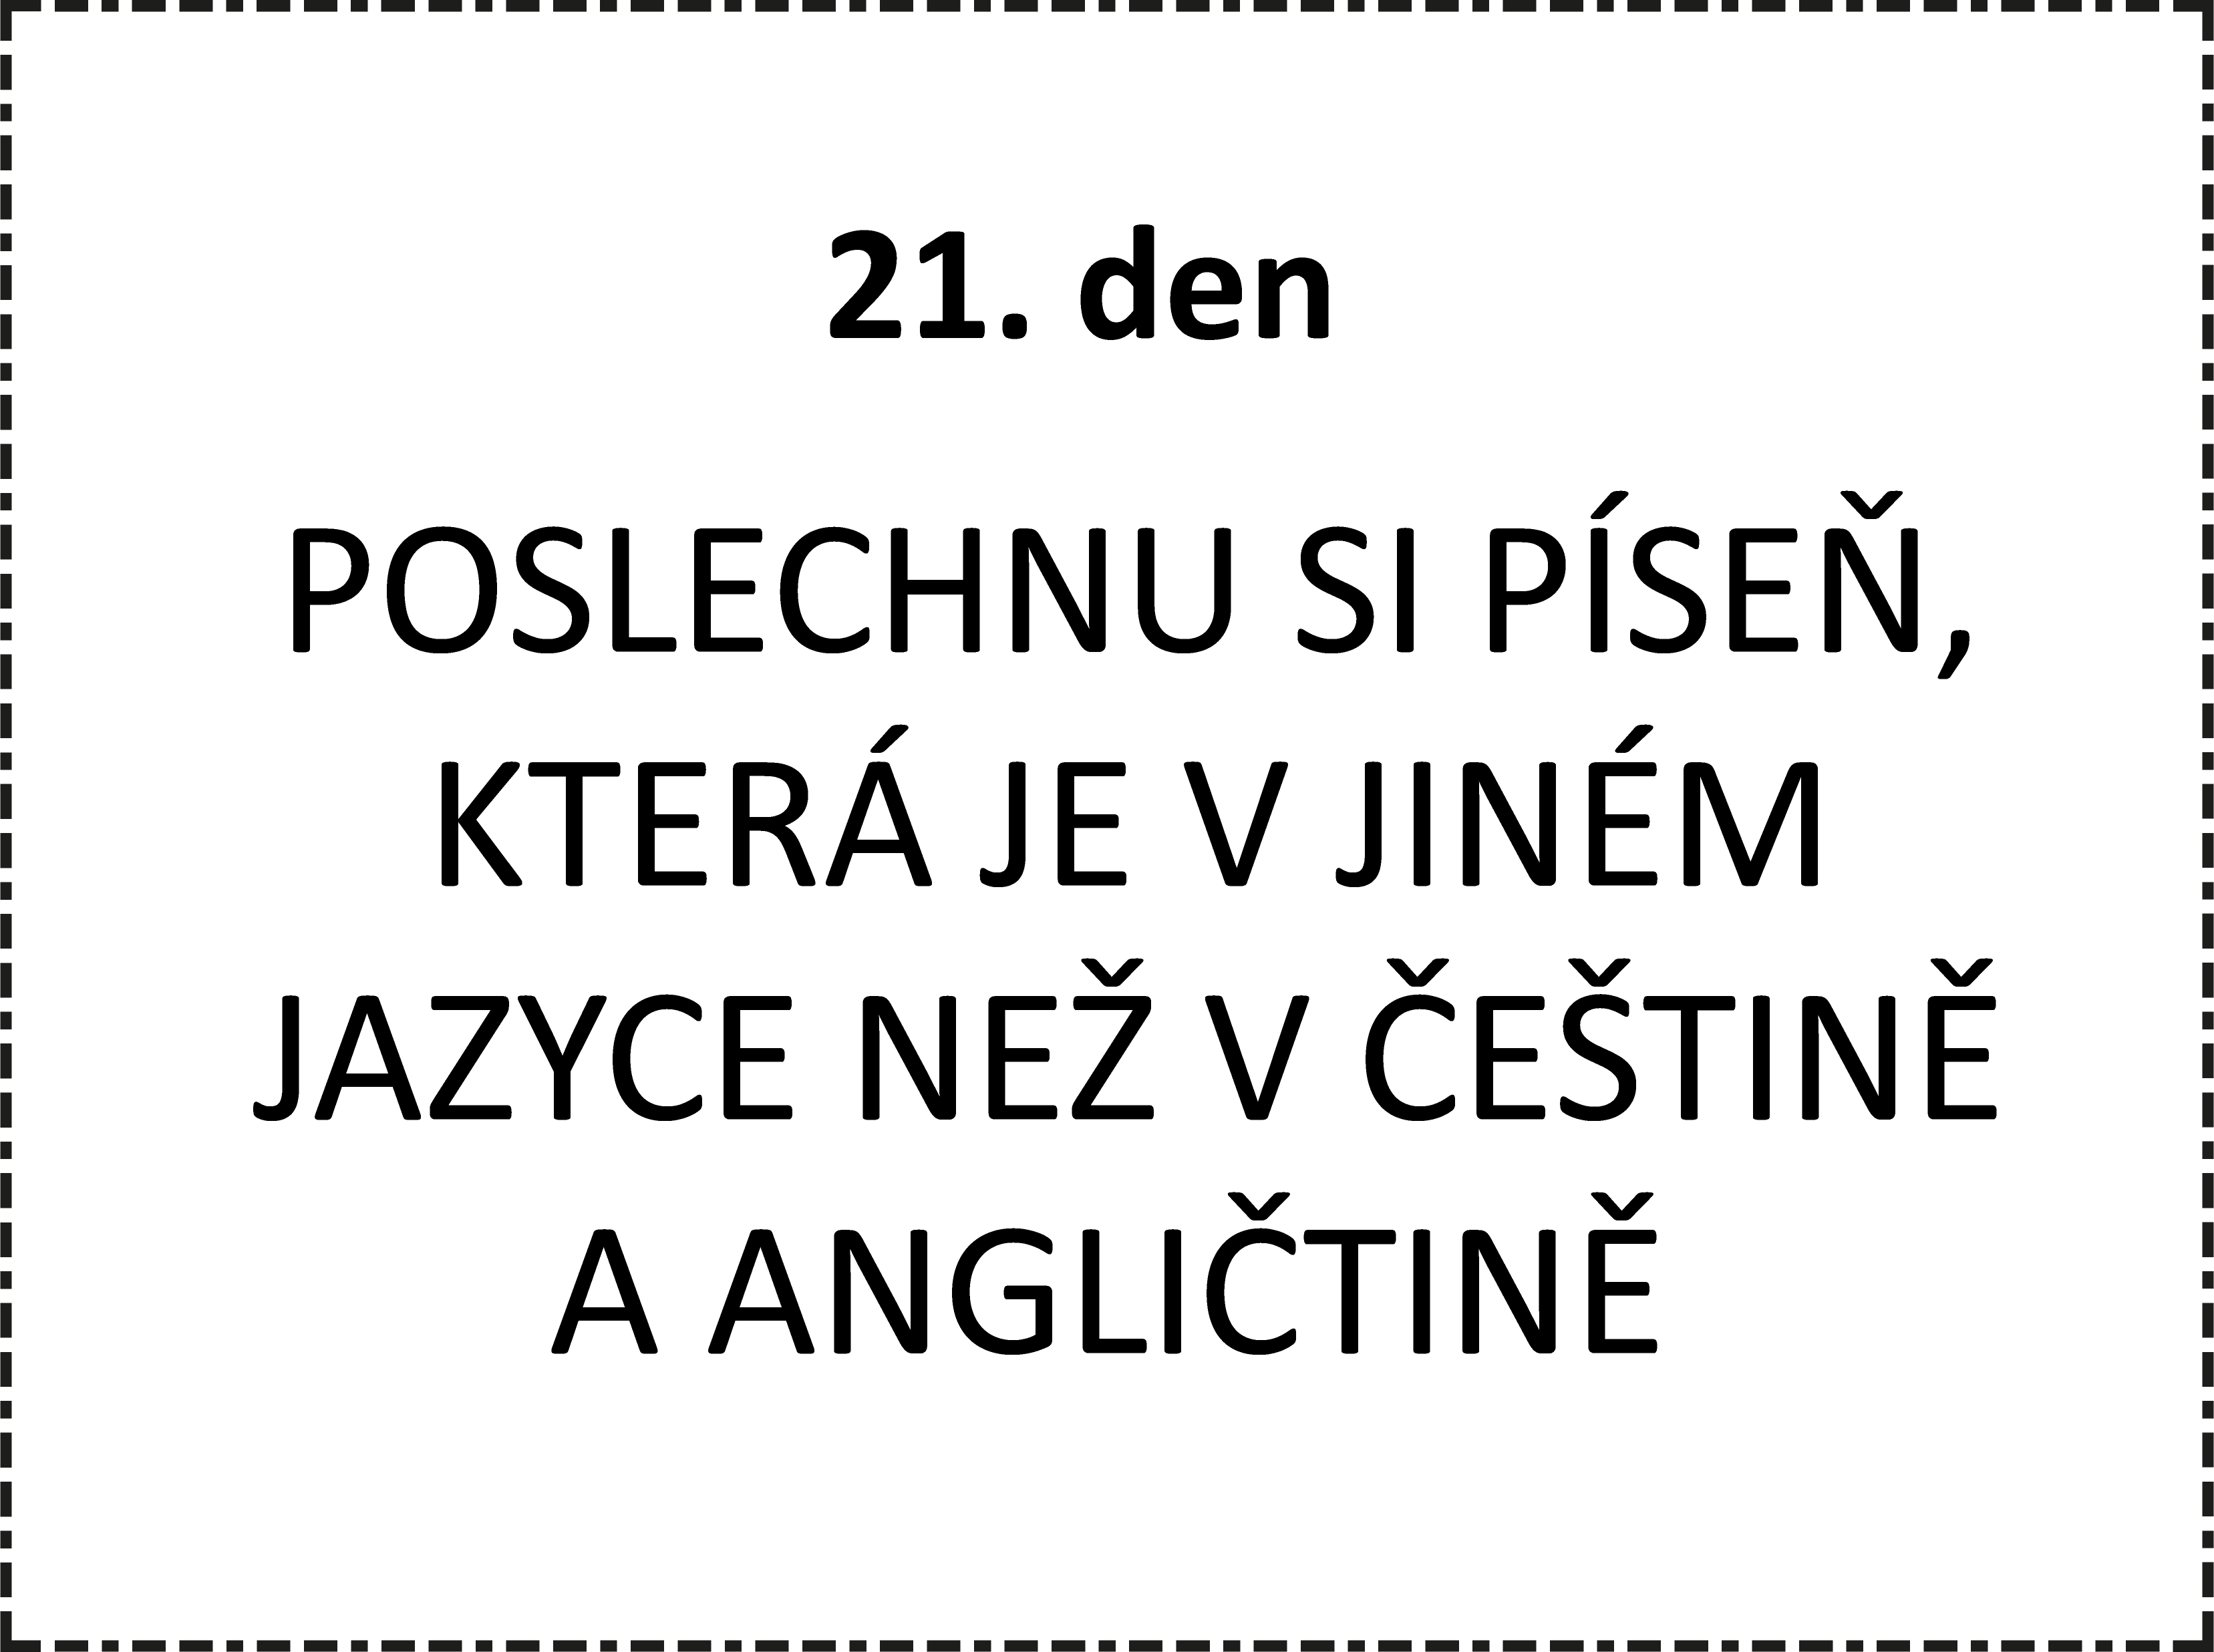 21. den
POSLECHNU SI PÍSEŇ,
KTERÁ JE V JINÉM
JAZYCE NEŽ V ČEŠTINĚ
A ANGLIČTINĚ